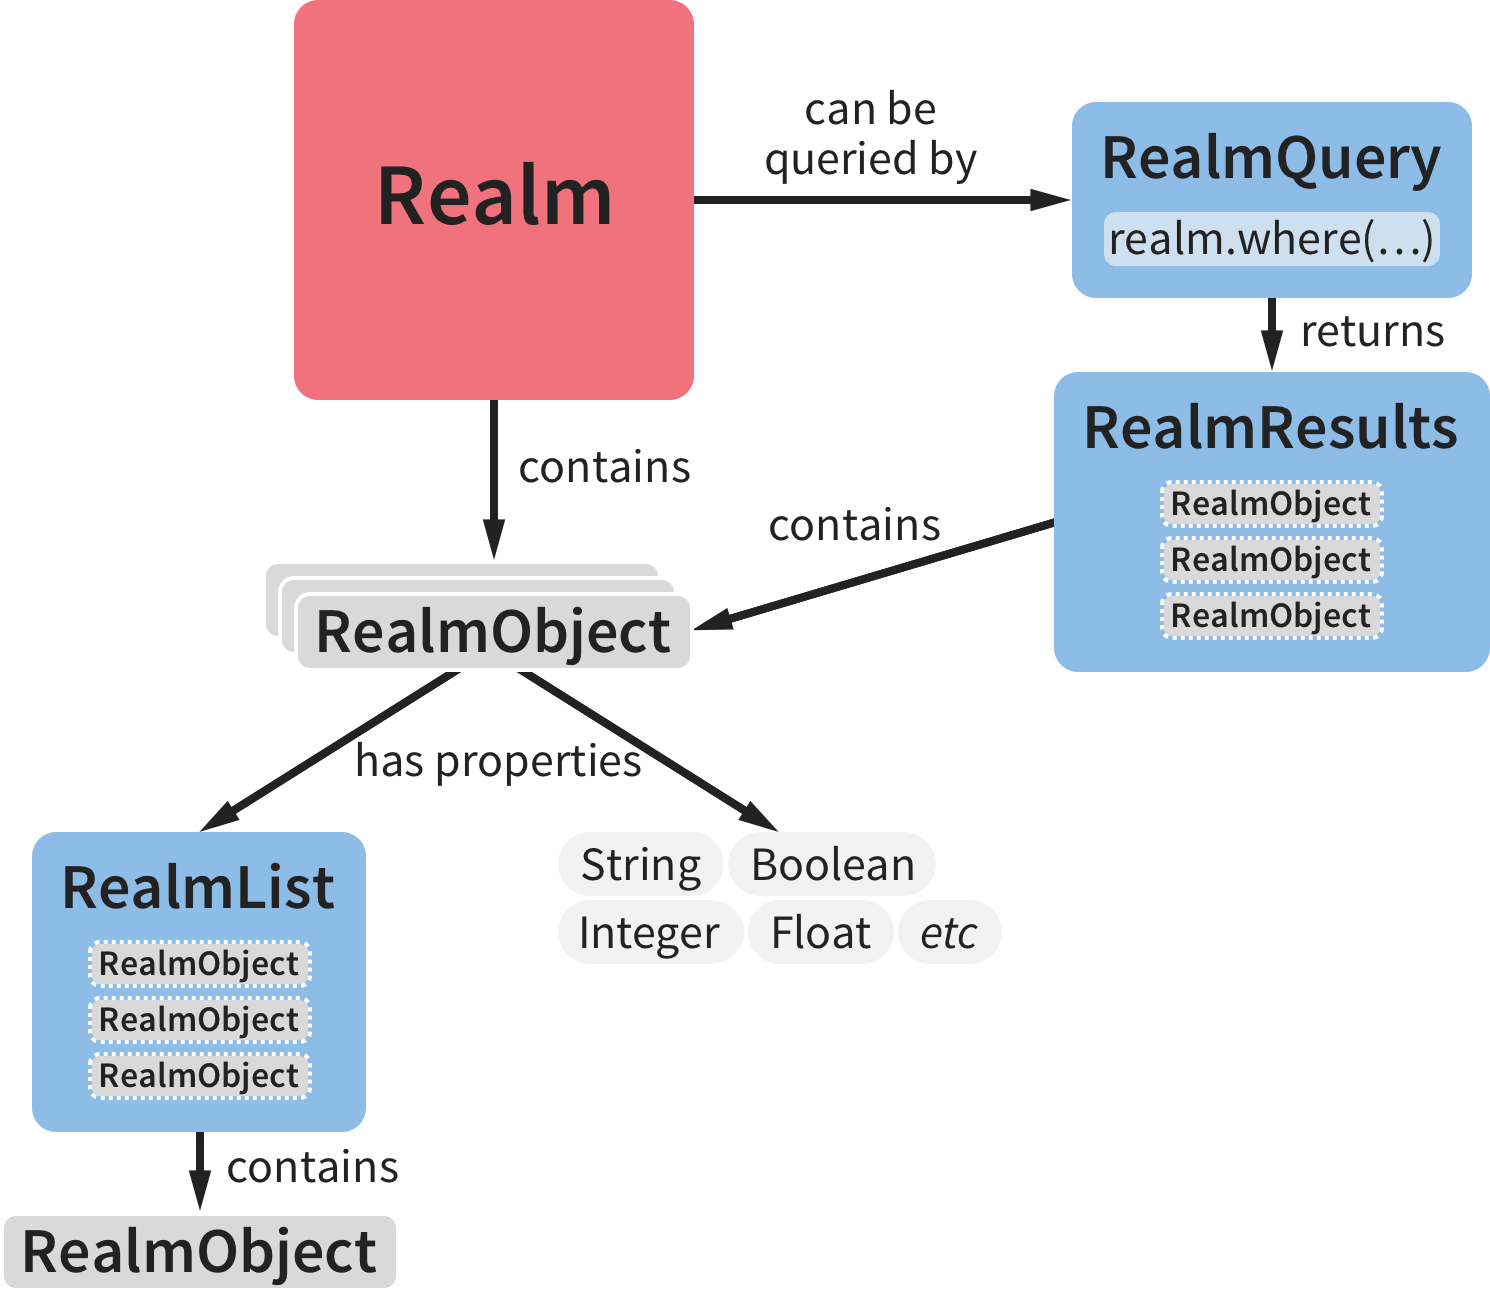 Realm
can be
queried by
RealmQuery
realm.where(…)
returns
RealmResults
RealmObject
RealmObject
RealmObject
contains
contains
RealmObject
has properties
RealmList
RealmObject
RealmObject
RealmObject
String
Boolean
Integer
Float
etc
contains
RealmObject